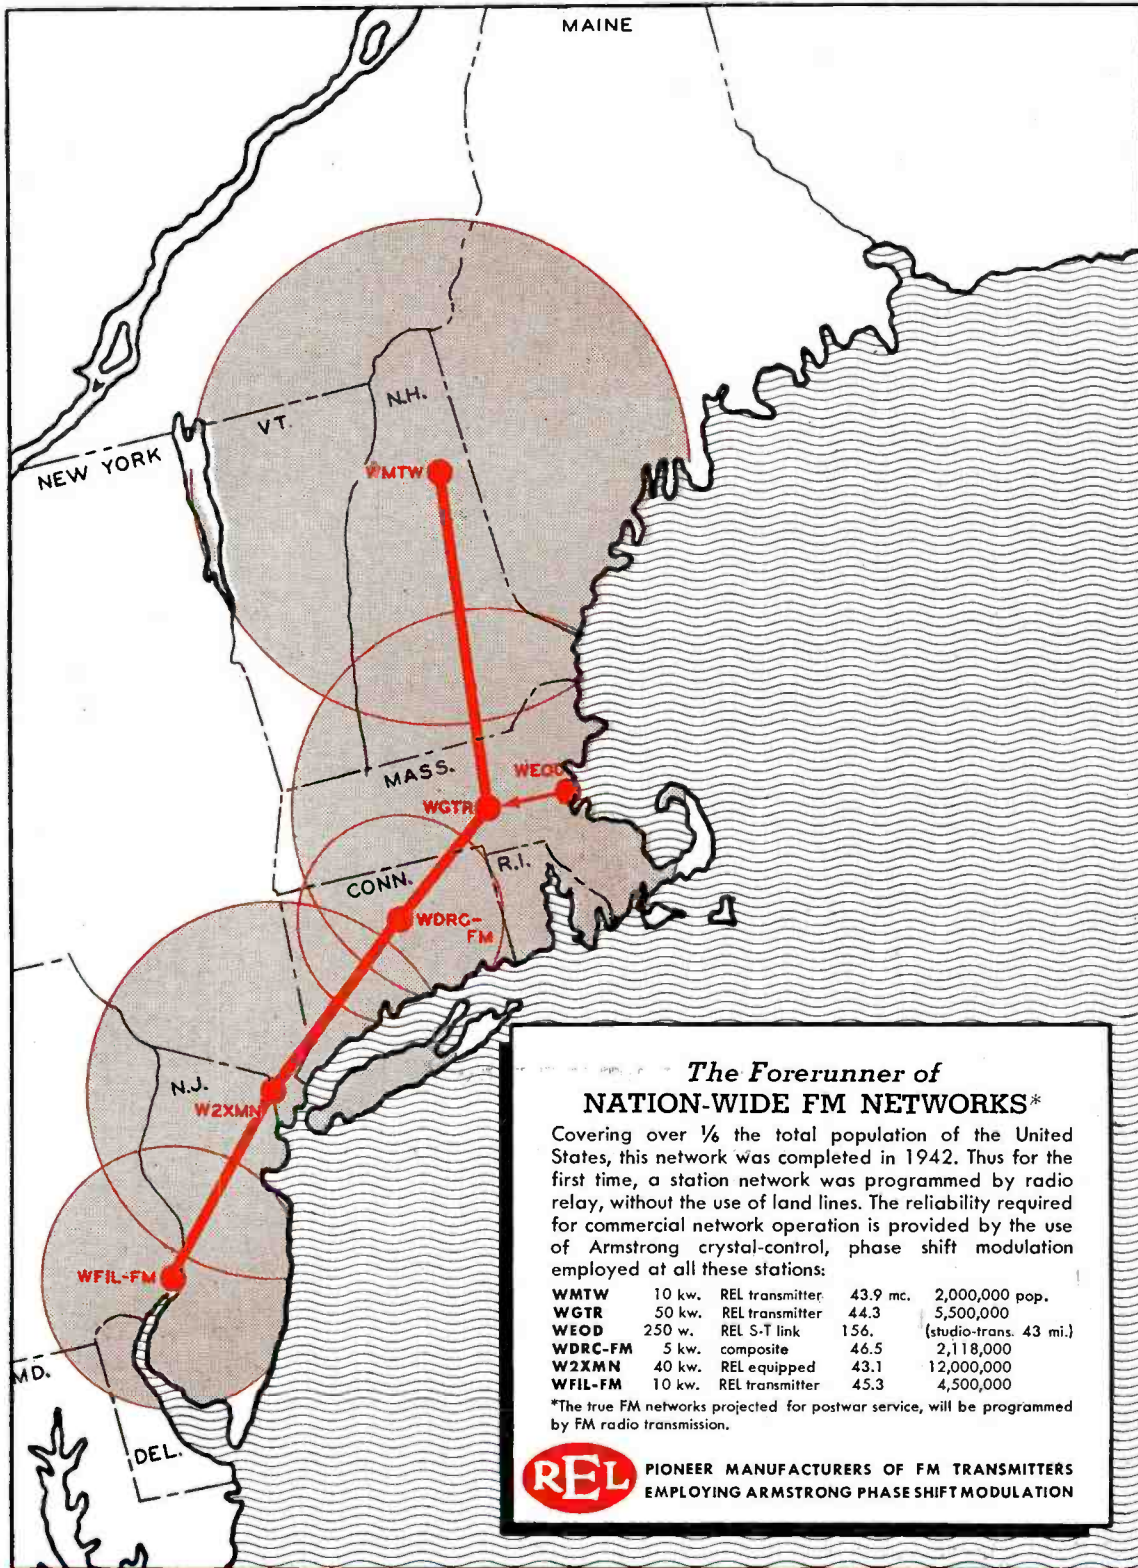 MAINE
N.H.
VT.
NEW YORK
WMTW
MASS.
WEOD
WGTR
R.I.
CONN.
WDRC-
FM
N.J.
W2XMN
WFIL-FM
MD.
DEL.
The Forerunner of
NATION-WIDE FM NETWORKS*
Covering over 1/6 the total population of the United
States, this network was completed in 1942. Thus for the
first time, a station network was programmed by radio
relay, without the use of land lines. The reliability required
for commercial network operation is provided by the use
of Armstrong crystal-control, phase shift modulation
employed at all these stations:
WMTW 10 kw. REL transmitter 43.9 mc. 2,000,000 pop.
WGTR 50 kw. REL transmitter 44.3 5,500,000
WEOD 250 w. REL S-T link 156. (studio-trans. 43 mi.)
WDRC-FM 5 kw. composite 46.5 2,118,000
W2XMN 40 kw. REL equipped 43.1 12,000,000
WFIL-FM 10 kw. REL transmitter 45.3 4,500,000
*The true FM networks projected for postwar service, will be programmed
by FM radio transmission.
REL
PIONEER MANUFACTURERS OF FM TRANSMITTERS
EMPLOYING ARMSTRONG PHASE SHIFT MODULATION